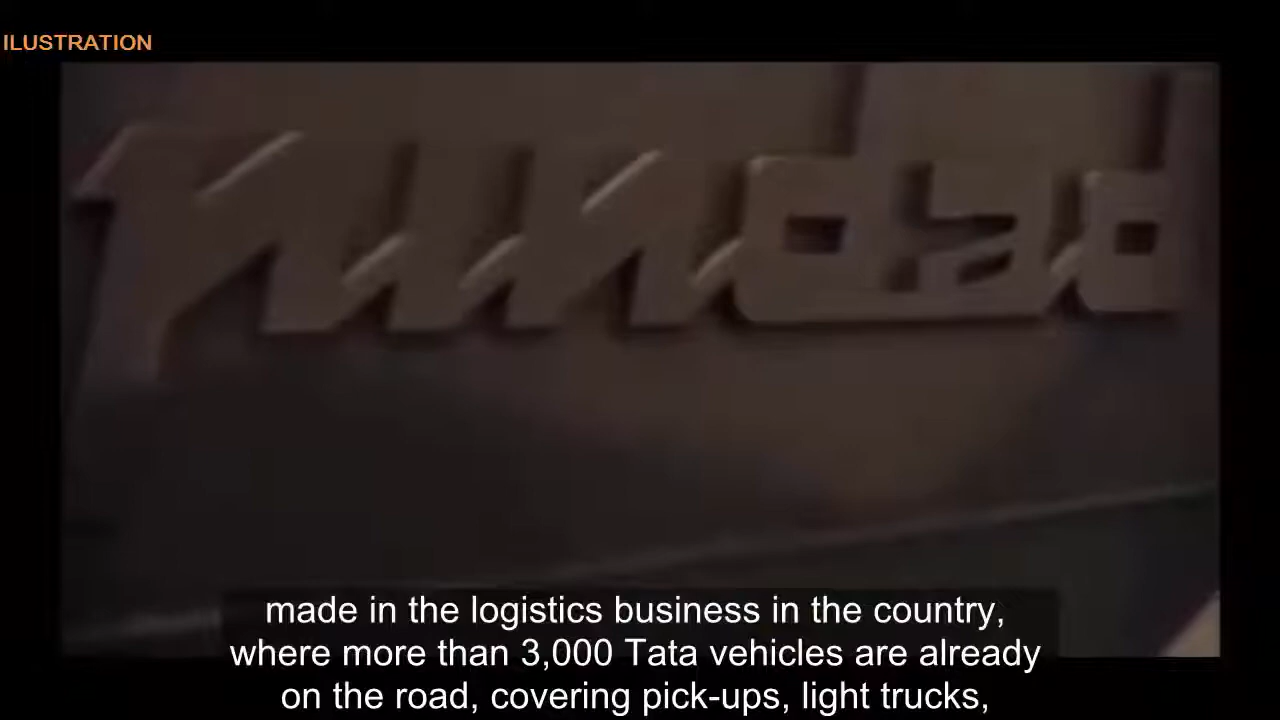 ILUSTRATION
pindad
made in the logistics business in the country,
where more than 3,000 Tata vehicles are already
on the road, covering pick-ups, light trucks,